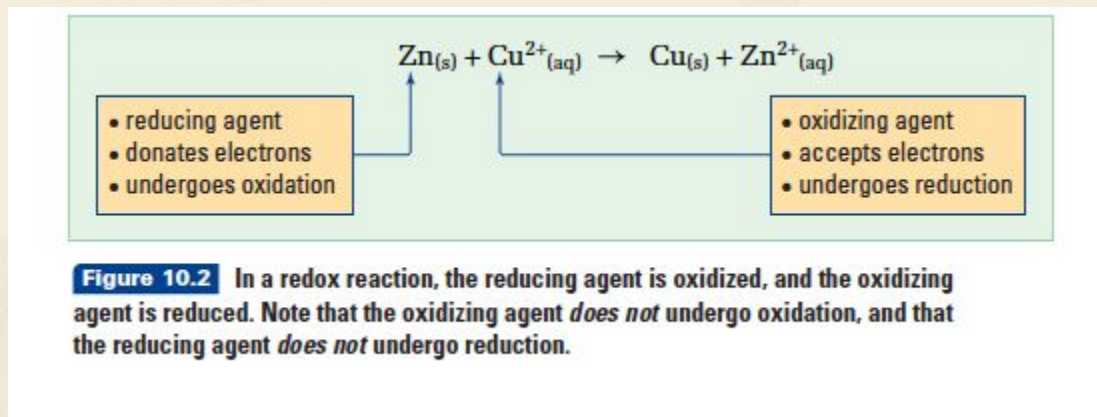 Zn(s) + Cu²⁺(aq) → Cu(s) + Zn²⁺(aq)
• reducing agent
• donates electrons
• undergoes oxidation
• oxidizing agent
• accepts electrons
• undergoes reduction
Figure 10.2 In a redox reaction, the reducing agent is oxidized, and the oxidizing
agent is reduced. Note that the oxidizing agent does not undergo oxidation, and that
the reducing agent does not undergo reduction.